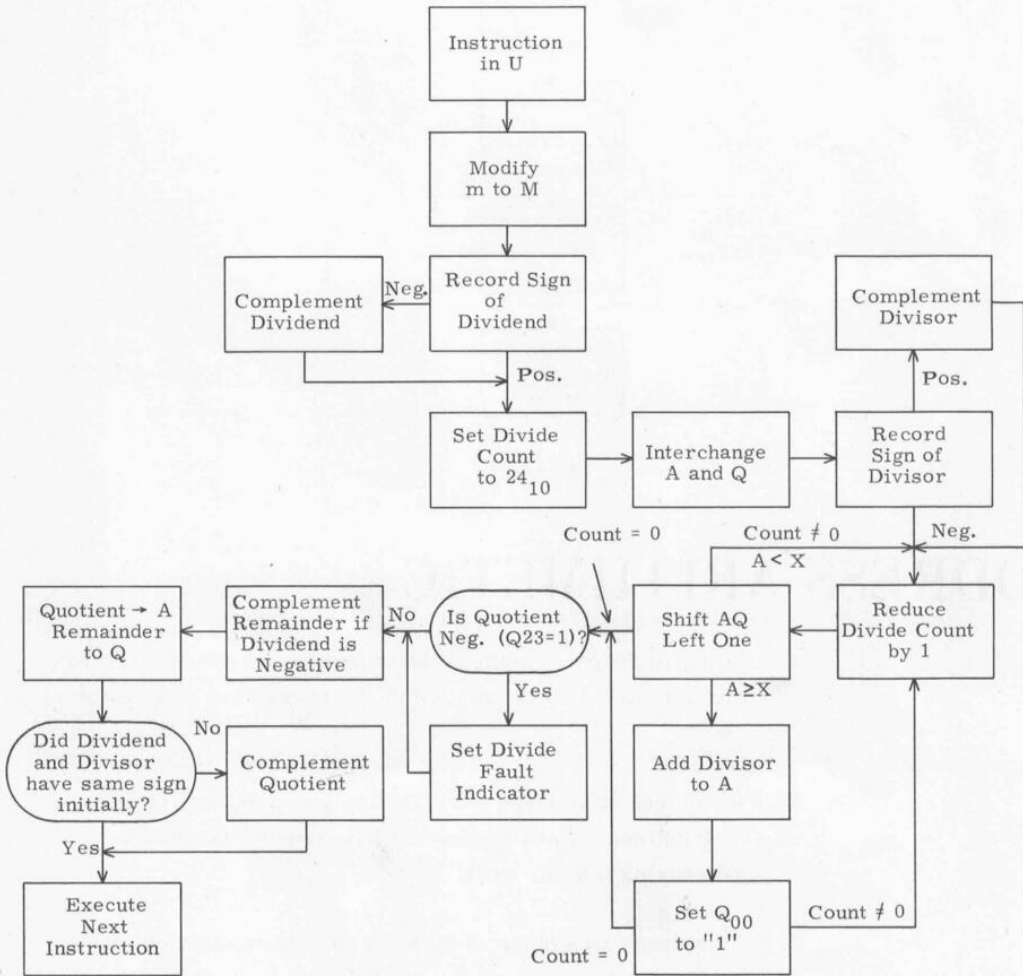 Instruction
in U
Modify
m to M
Complement
Dividend
Neg.
Record Sign
of
Dividend
Complement
Divisor
Pos.
Pos.
Set Divide
Count
to 24₁₀
Interchange
A and Q
Record
Sign of
Divisor
Count = 0
Count ≠ 0
Neg.
A < X
Quotient → A
Remainder
to Q
Complement
Remainder if
Dividend is
Negative
No
Is Quotient
Neg. (Q23=1)?
Shift AQ
Left One
Reduce
Divide Count
by 1
Yes
A≥X
Did Dividend
and Divisor
have same sign
initially?
No
Complement
Quotient
Set Divide
Fault
Indicator
Add Divisor
to A
Yes
Execute
Next
Instruction
Count = 0
Set Q₀₀
to "1"
Count ≠ 0